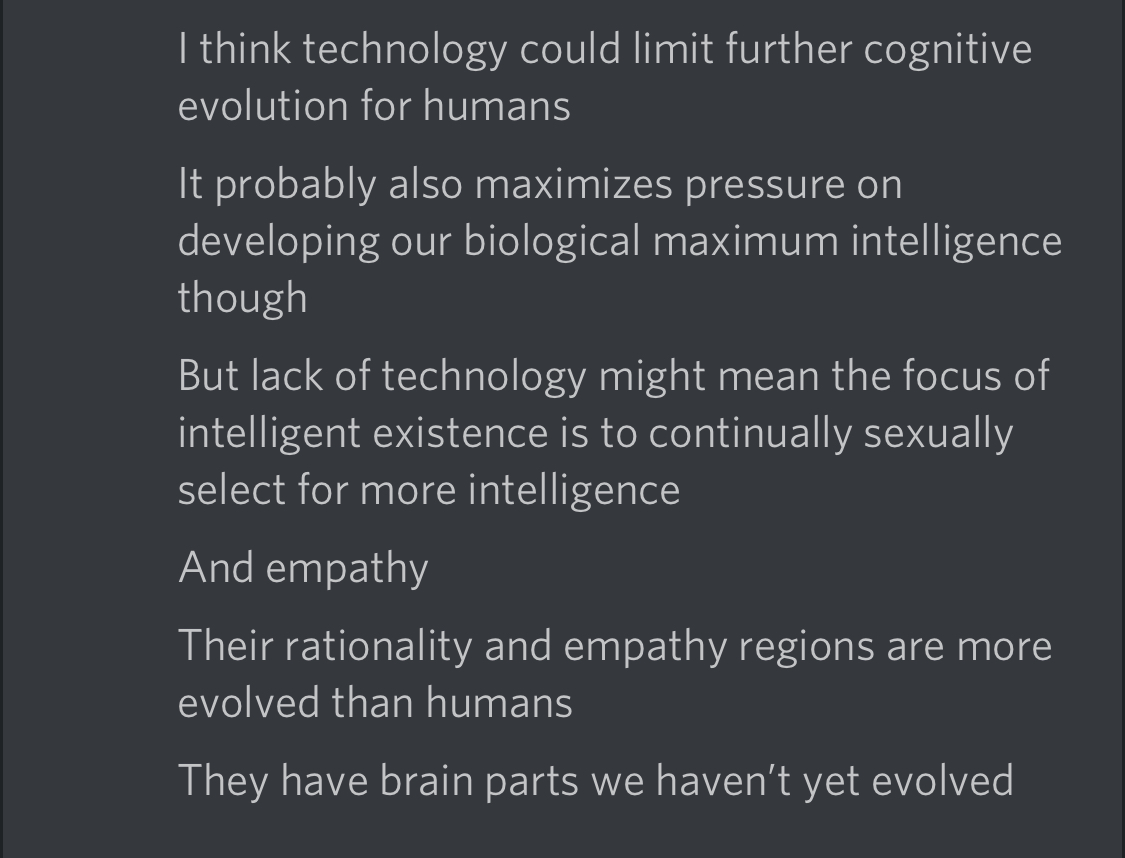 I think technology could limit further cognitive
evolution for humans
It probably also maximizes pressure on
developing our biological maximum intelligence
though
But lack of technology might mean the focus of
intelligent existence is to continually sexually
select for more intelligence
And empathy
Their rationality and empathy regions are more
evolved than humans
They have brain parts we haven’t yet evolved